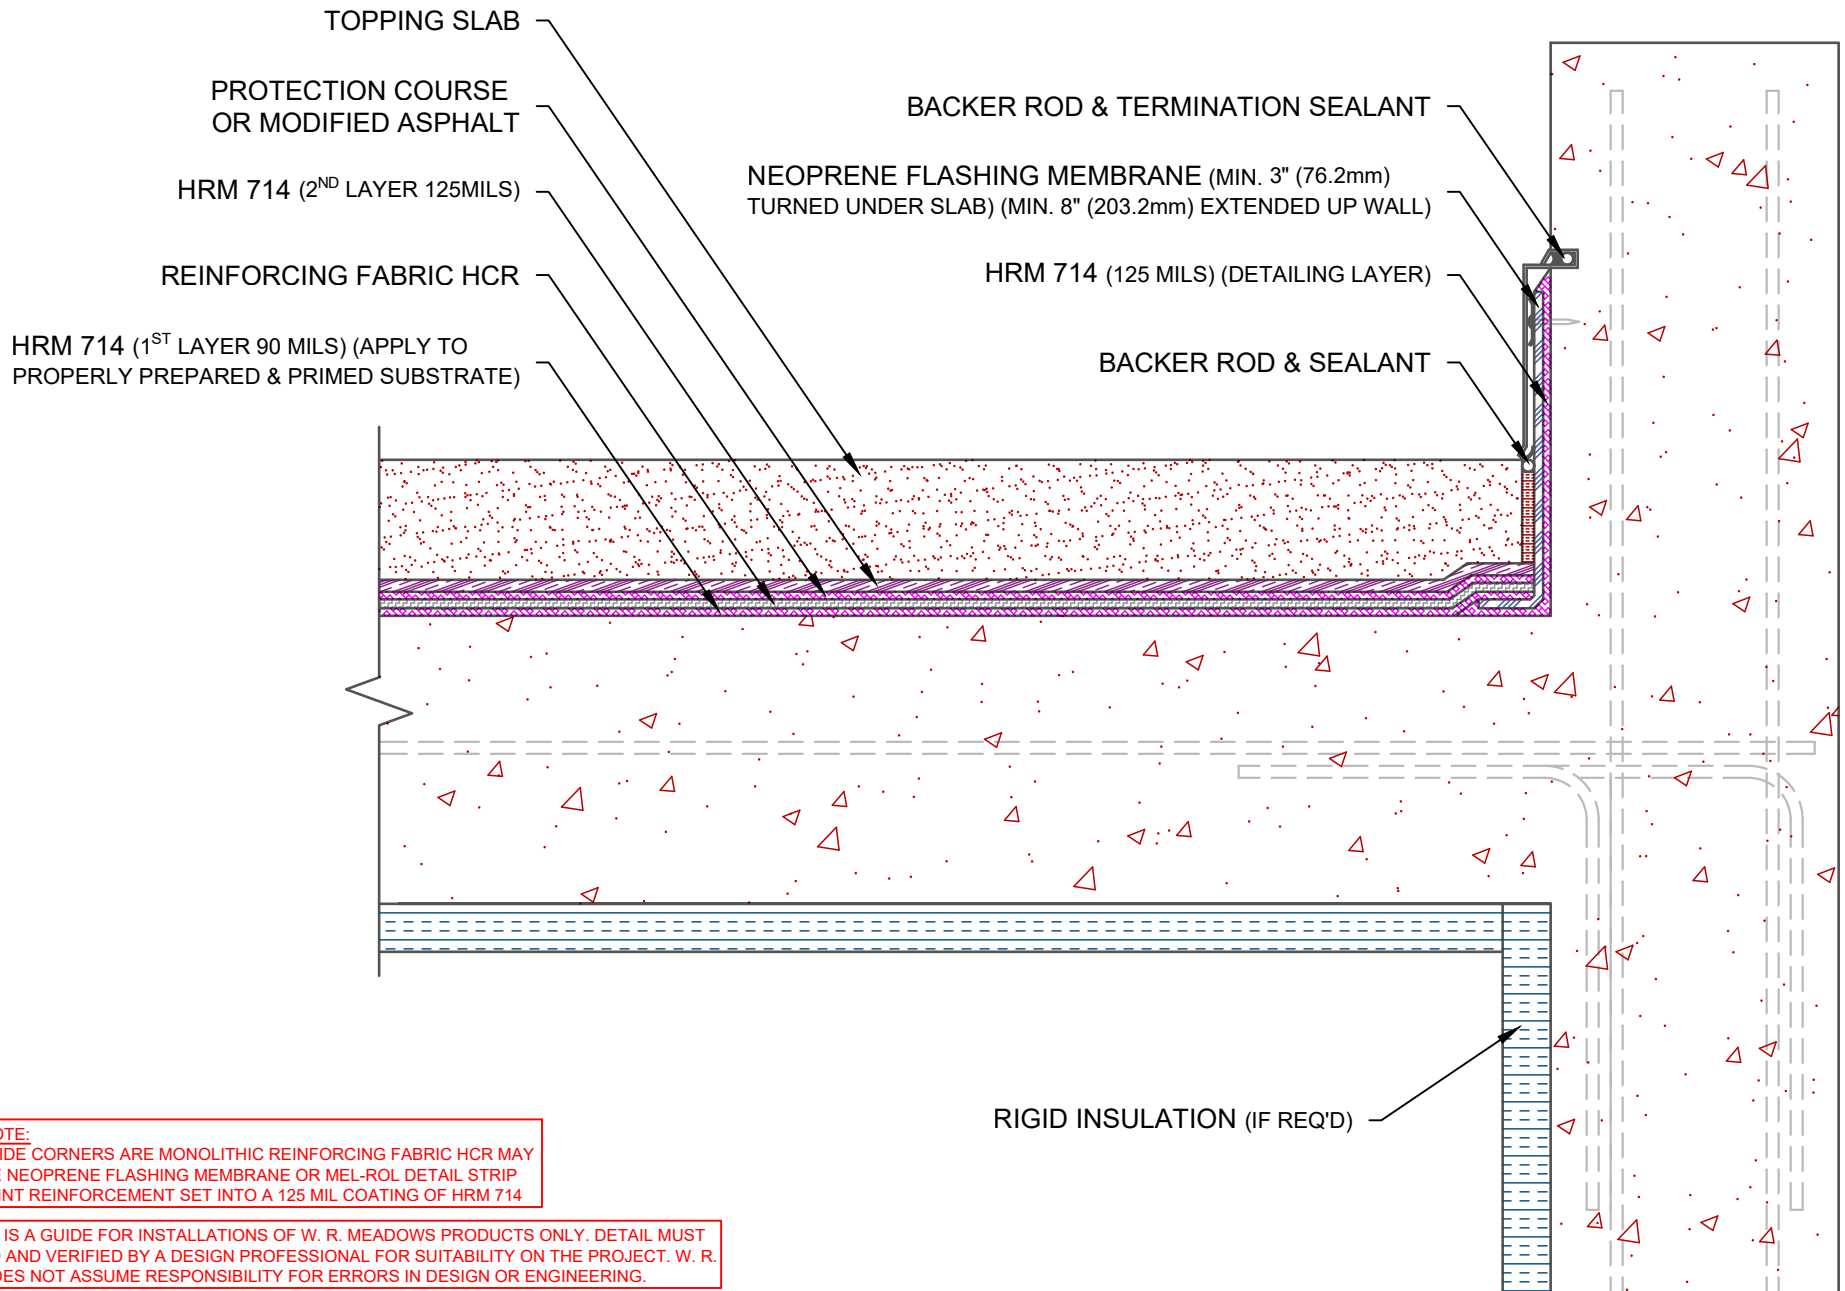 TOPPING SLAB
PROTECTION COURSE
OR MODIFIED ASPHALT
HRM 714 (2ND LAYER 125MILS)
REINFORCING FABRIC HCR
HRM 714 (1ST LAYER 90 MILS) (APPLY TO
PROPERLY PREPARED & PRIMED SUBSTRATE)
BACKER ROD & TERMINATION SEALANT
NEOPRENE FLASHING MEMBRANE (MIN. 3" (76.2mm)
TURNED UNDER SLAB) (MIN. 8" (203.2mm) EXTENDED UP WALL)
HRM 714 (125 MILS) (DETAILING LAYER)
BACKER ROD & SEALANT
RIGID INSULATION (IF REQ'D)
OTE:
IDE CORNERS ARE MONOLITHIC REINFORCING FABRIC HCR MAY
NEOPRENE FLASHING MEMBRANE OR MEL-ROL DETAIL STRIP
INT REINFORCEMENT SET INTO A 125 MIL COATING OF HRM 714
IS A GUIDE FOR INSTALLATIONS OF W. R. MEADOWS PRODUCTS ONLY. DETAIL MUST
AND VERIFIED BY A DESIGN PROFESSIONAL FOR SUITABILITY ON THE PROJECT. W. R.
OES NOT ASSUME RESPONSIBILITY FOR ERRORS IN DESIGN OR ENGINEERING.